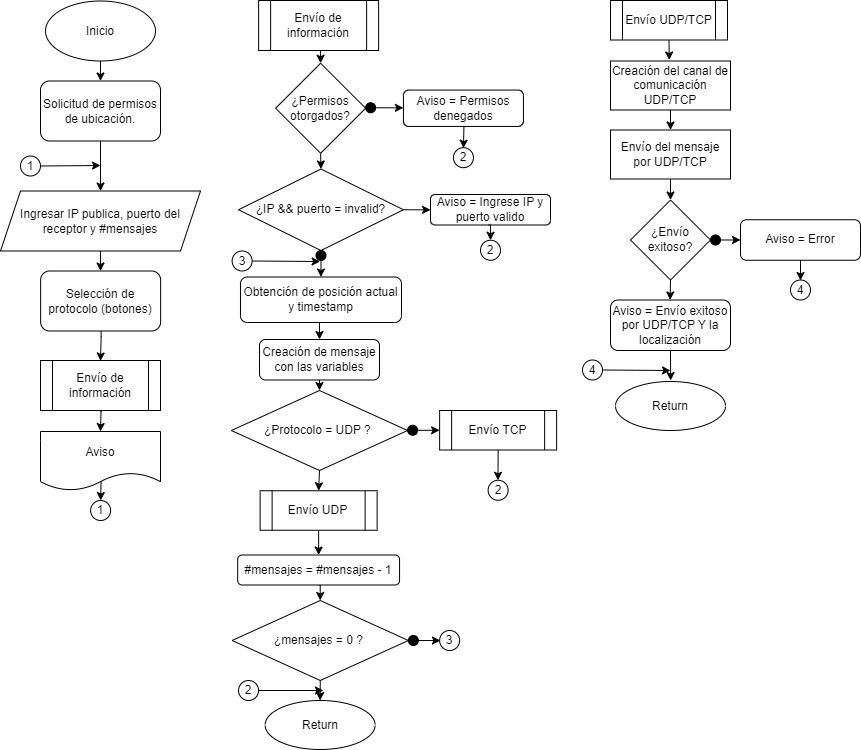 Inicio
Solicitud de permisos
de ubicación.
1
Ingresar IP publica, puerto del
receptor y #mensajes
Selección de
protocolo (botones)
Envío de
información
Aviso
1
Envío de
información
¿Permisos
otorgados?
Aviso = Permisos
denegados
2
¿IP && puerto = invalid?
Aviso = Ingrese IP y
puerto valido
2
3
Obtención de posición actual
y timestamp
Creación de mensaje
con las variables
¿Protocolo = UDP ?
Envío TCP
2
Envío UDP
#mensajes = #mensajes - 1
¿mensajes = 0 ?
3
2
Return
Envío UDP/TCP
Creación del canal de
comunicación
UDP/TCP
Envío del mensaje
por UDP/TCP
¿Envío
exitoso?
Aviso = Error
4
Aviso = Envío exitoso
por UDP/TCP Y la
localización
4
Return